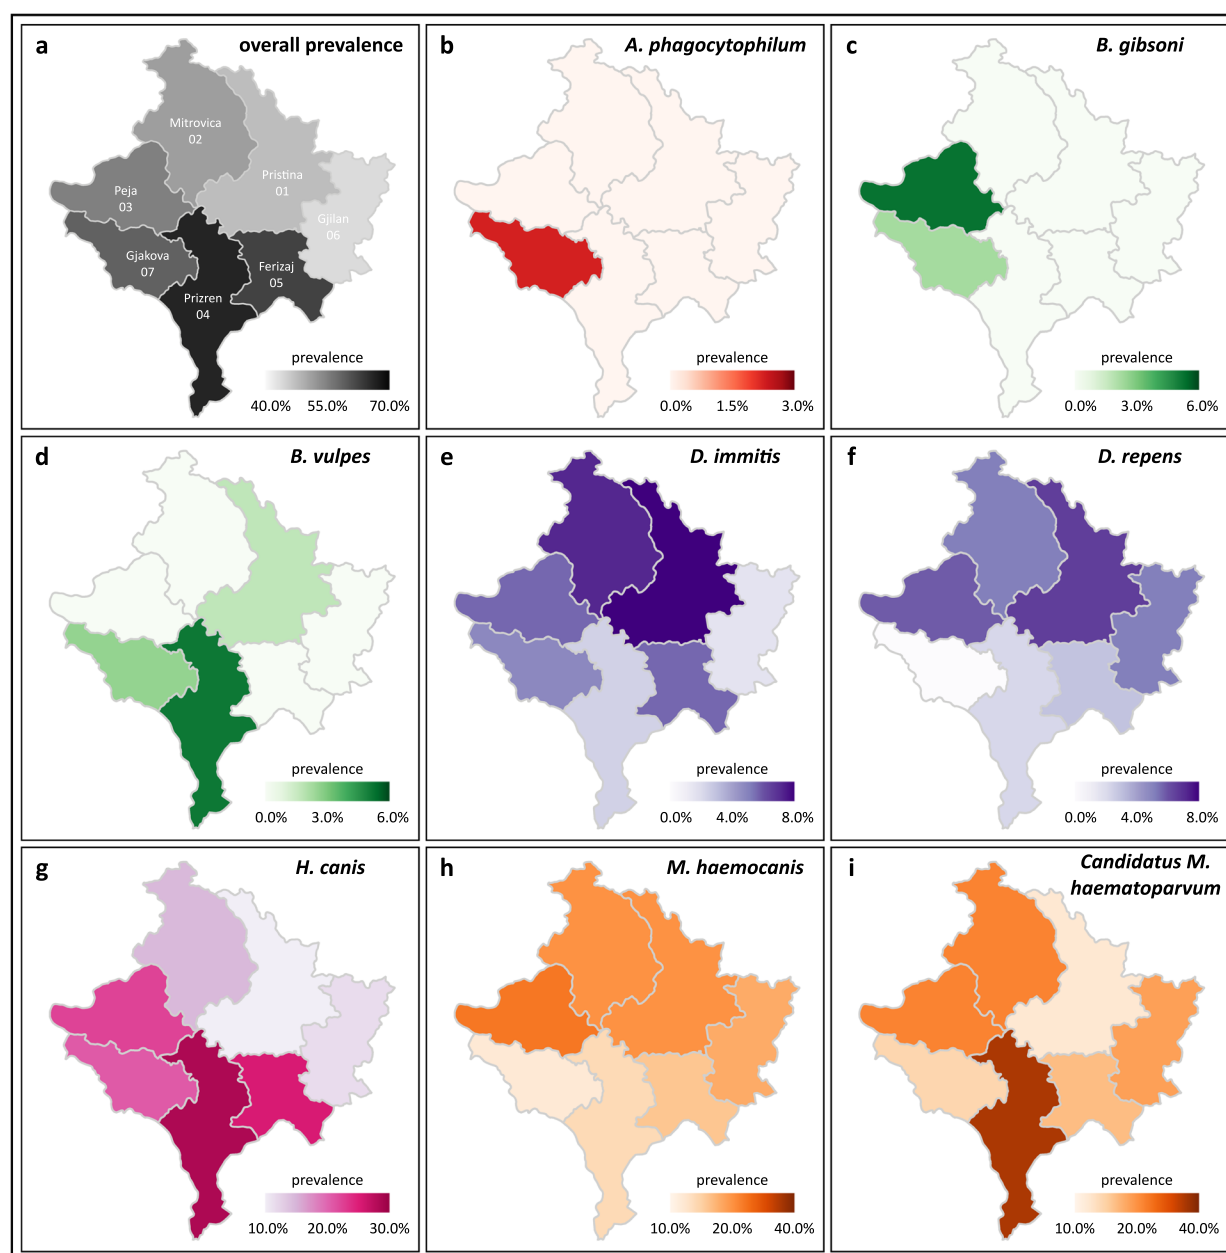 a overall prevalence
Mitrovica
02
Pristina
01
Peja
03
Gjilan
06
Gjakova
07
Ferizaj
05
Prizren
04
prevalence
40.0% 55.0% 70.0%
b A. phagocytophilum
prevalence
0.0% 1.5% 3.0%
c B. gibsoni
prevalence
0.0% 3.0% 6.0%
d B. vulpes
prevalence
0.0% 3.0% 6.0%
e D. immitis
prevalence
0.0% 4.0% 8.0%
f D. repens
prevalence
0.0% 4.0% 8.0%
g H. canis
prevalence
10.0% 20.0% 30.0%
h M. haemocanis
prevalence
10.0% 20.0% 40.0%
i Candidatus M.
haematoparvum
prevalence
10.0% 20.0% 40.0%